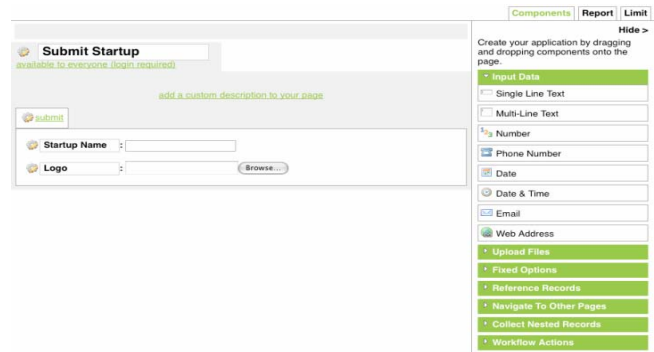 Components Report Limit
Hide >
Create your application by dragging
and dropping components onto the
page.
Submit Startup
available to everyone (login required)
add a custom description to your page
submit
Startup Name :
Logo : Browse...
Input Data
Single Line Text
Multi-Line Text
Number
Phone Number
Date
Date & Time
Email
Web Address
Upload Files
Fixed Options
Reference Records
Navigate To Other Pages
Collect Nested Records
Workflow Actions